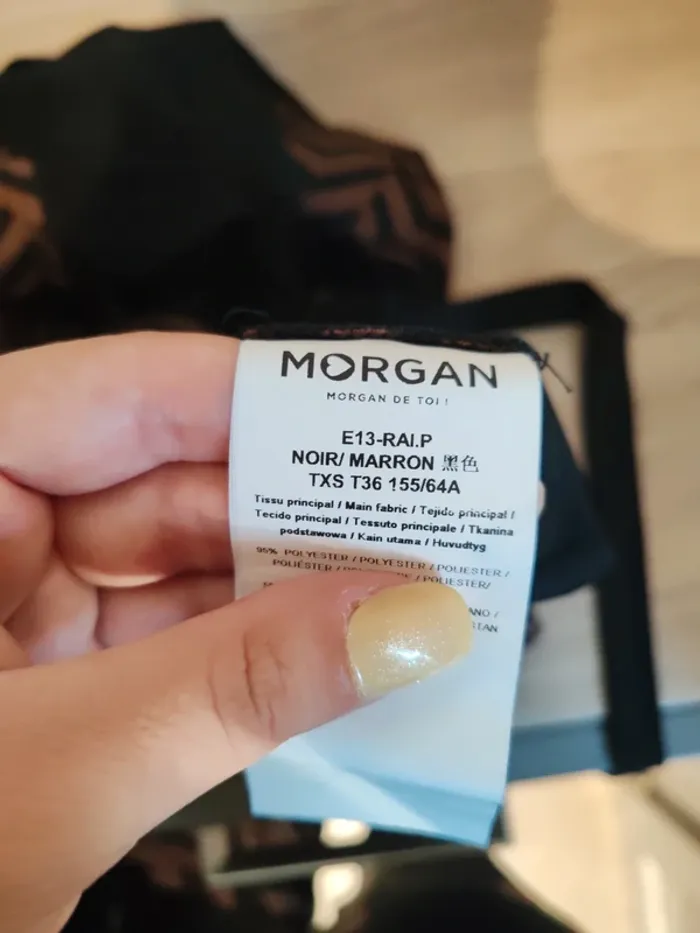 MORGAN
MORGAN DE TOI !
E13-RAI.P
NOIR/ MARRON 黑色
TXS T36 155/64A
Tissu principal / Main fabric / Tejido principal /
Tecido principal / Tessuto principale / Tkanina
podstawowa / Kain utama / Huvudtyg
95% POLYESTER / POLYESTER / POLIESTER /
POLIÉSTER / POLIESTER/